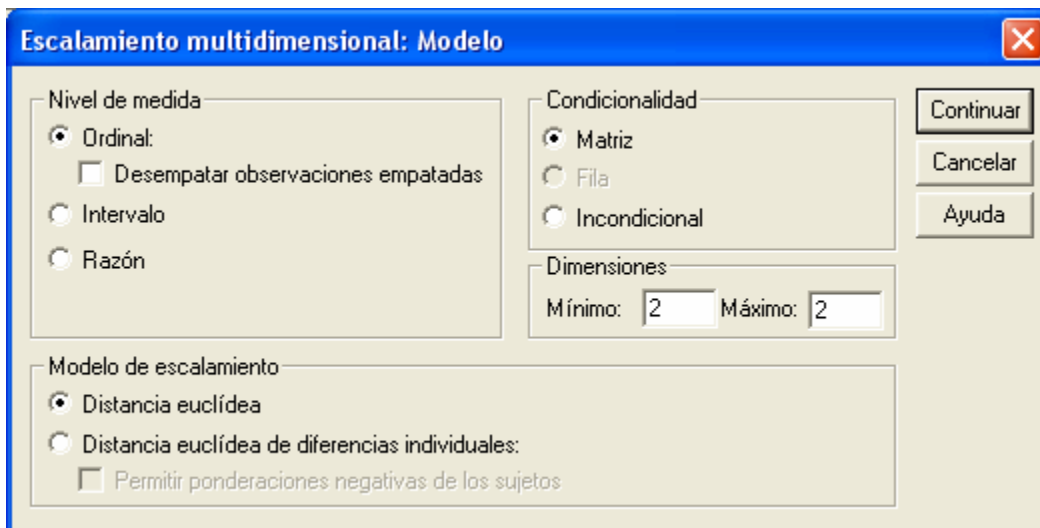 Escalamiento multidimensional: Modelo
Nivel de medida
Ordinal:
Desempatar observaciones empatadas
Intervalo
Razón
Condicionalidad
Matriz
Fila
Incondicional
Dimensiones
Mínimo: 2 Máximo: 2
Modelo de escalamiento
Distancia euclídea
Distancia euclídea de diferencias individuales:
Permitir ponderaciones negativas de los sujetos
Continuar
Cancelar
Ayuda